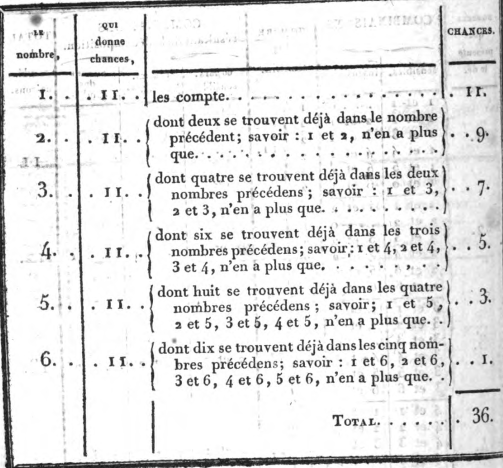 LE
nombre,
QUI
donne
chances,
CHANCES.
1. . . 11. . les compte. . . . . . . . . . . . . . . . 11.
dont deux se trouvent déjà dans le nombre
2. . . 11. . précédent; savoir : 1 et 2, n'en a plus . . 9.
que. . . . . . . . . . . . . . . .
dont quatre se trouvent déjà dans les deux
3. . . 11. . nombres précédens; savoir : 1 et 3, . . 7.
2 et 3, n'en a plus que. . . . . . . .
dont six se trouvent déjà dans les trois
4. . . 11. . nombres précédens; savoir; 1 et 4, 2 et 4, . . 5.
3 et 4, n'en a plus que. . . . . . . .
dont huit se trouvent déjà dans les quatre
5. . . 11. . nombres précédens; savoir; 1 et 5, . . 3.
2 et 5, 3 et 5, 4 et 5, n'en a plus que. .
dont dix se trouvent déjà dans les cinq nom-
6. . . 11. . bres précédens; savoir : 1 et 6, 2 et 6, . . 1.
3 et 6, 4 et 6, 5 et 6, n'en a plus que. .
TOTAL. . . . . . . 36.